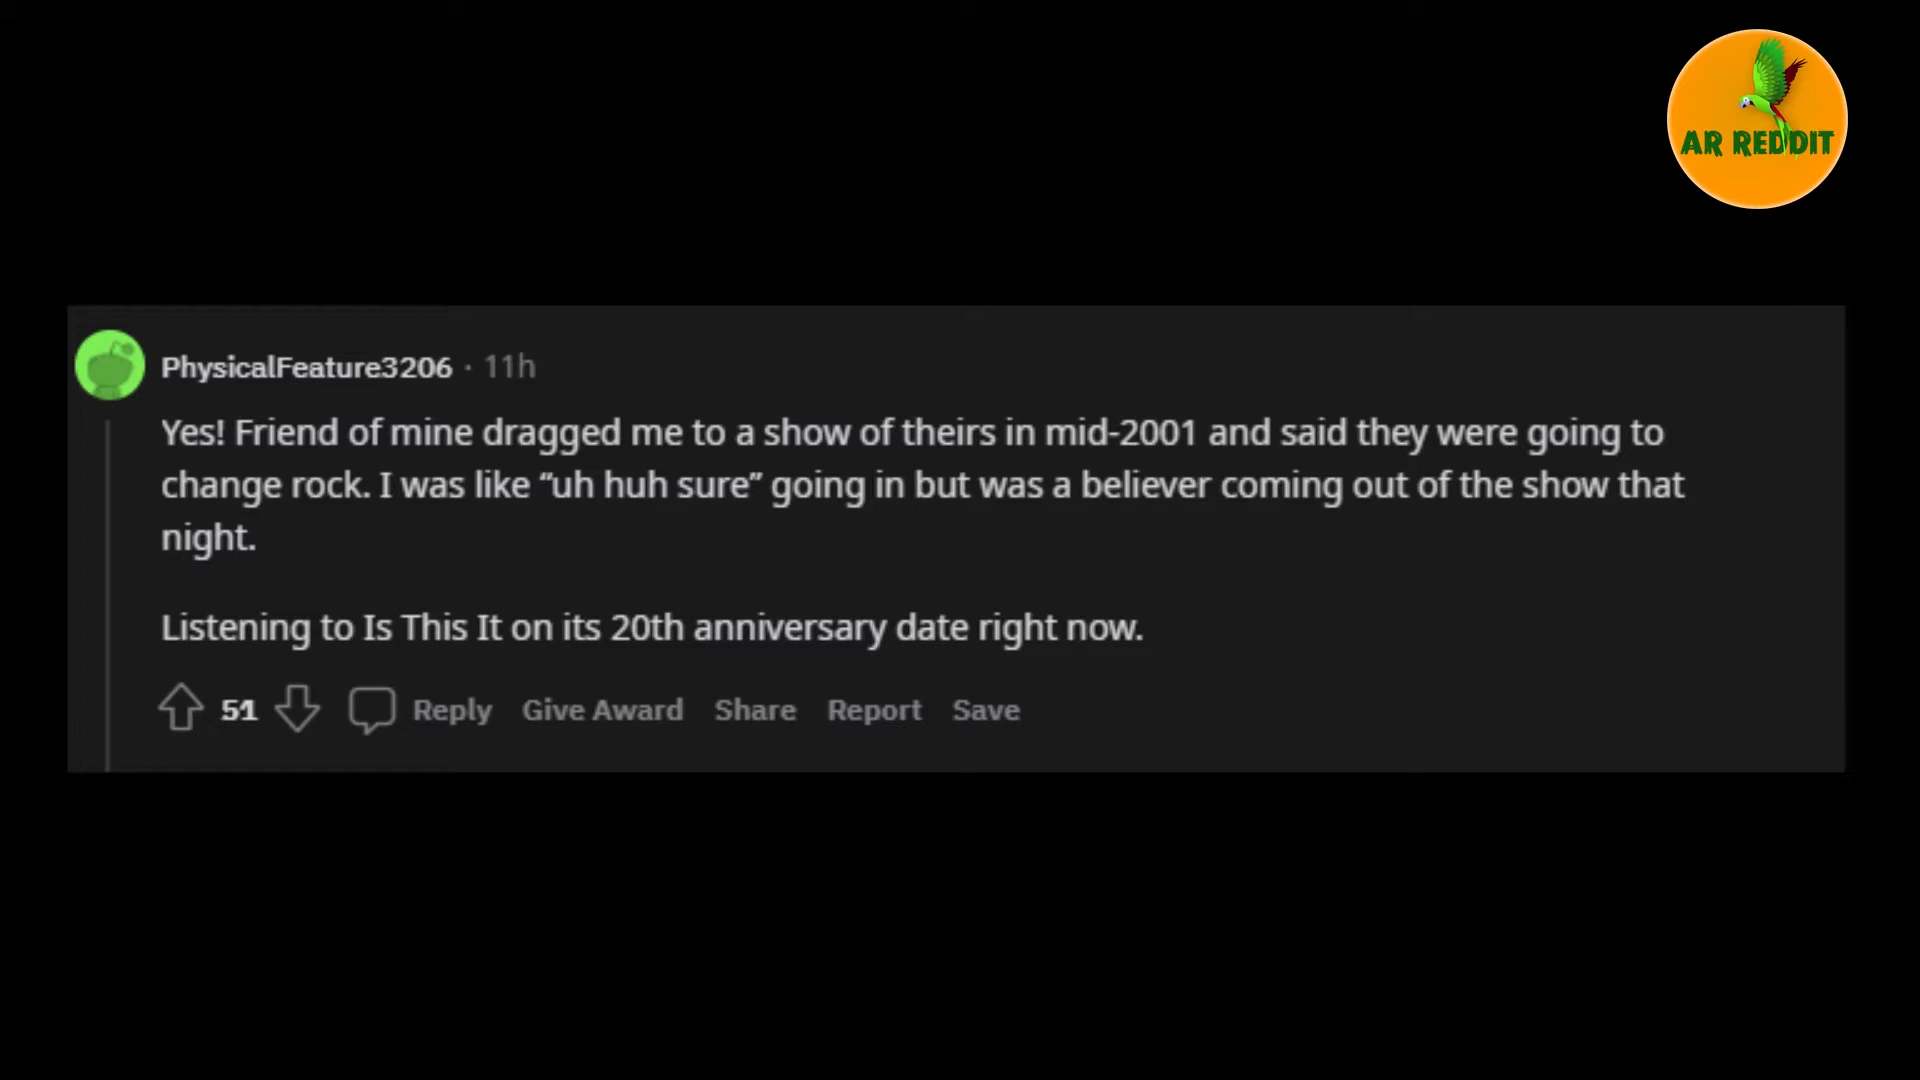 AR REDDIT
PhysicalFeature3206 · 11h
Yes! Friend of mine dragged me to a show of theirs in mid-2001 and said they were going to
change rock. I was like “uh huh sure” going in but was a believer coming out of the show that
night.
Listening to Is This It on its 20th anniversary date right now.
51 Reply Give Award Share Report Save